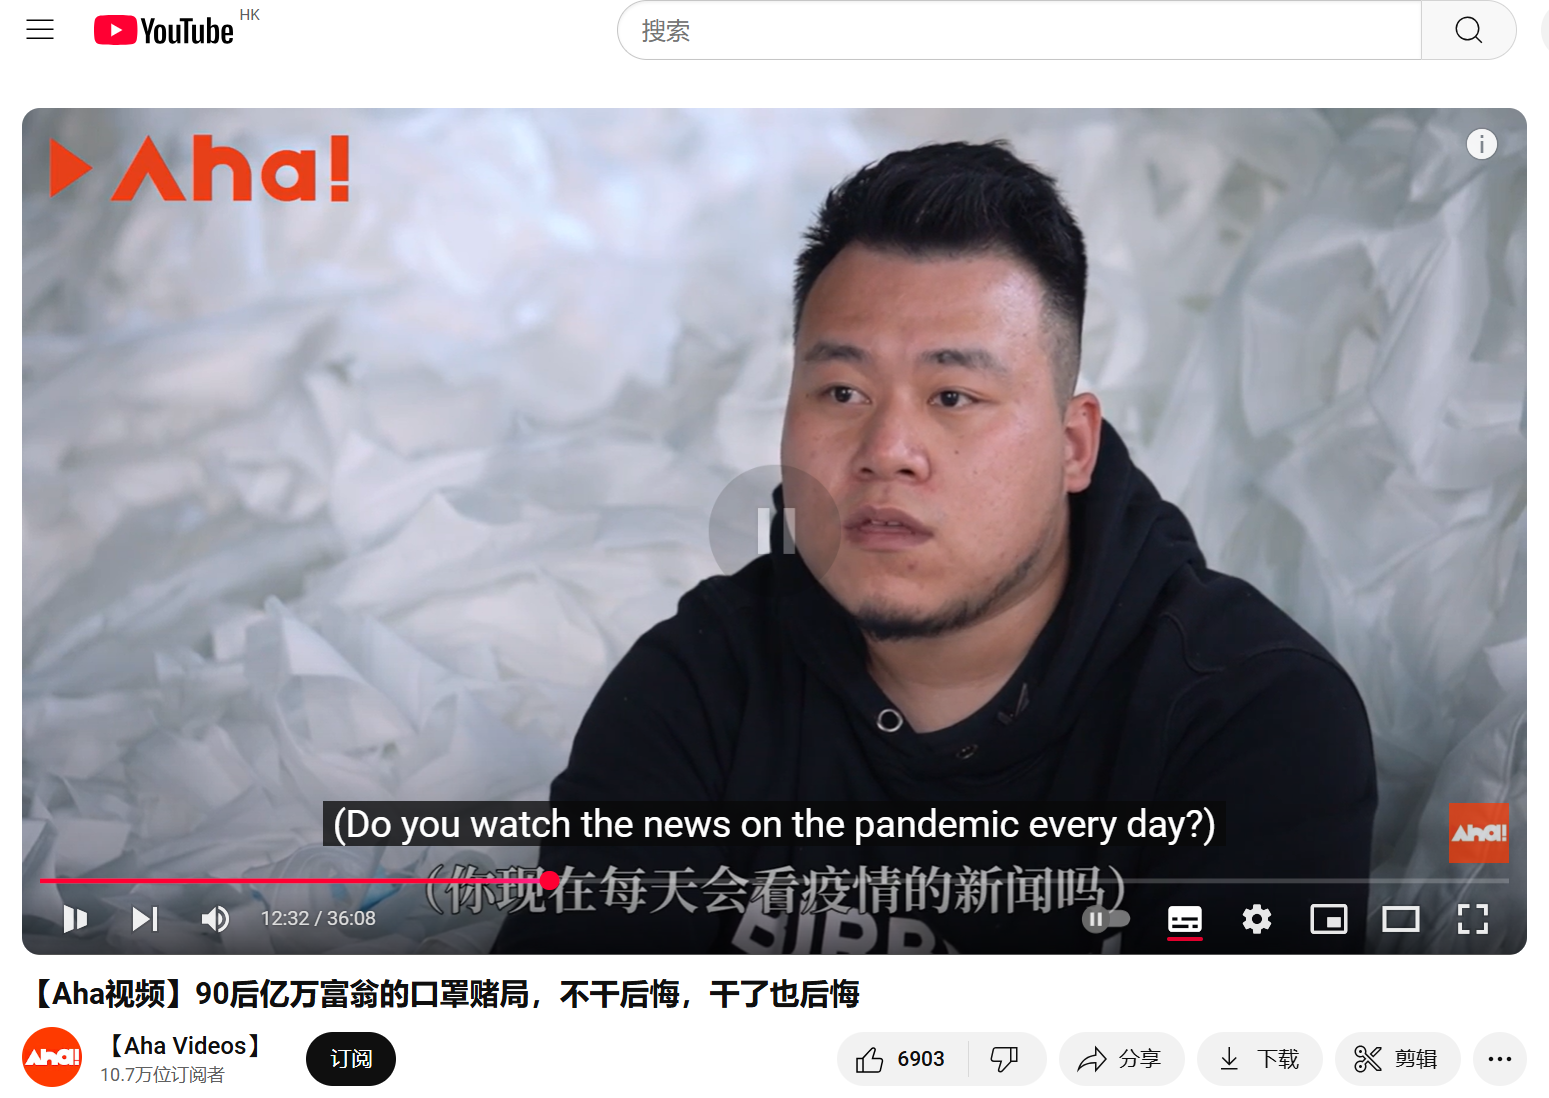 YouTube HK
搜索
Aha!
(Do you watch the news on the pandemic every day?)
Aha!
（你现在每天会看疫情的新闻吗）
12:32 / 36:08
【Aha视频】90后亿万富翁的口罩赌局，不干后悔，干了也后悔
Aha!
【Aha Videos】
10.7万位订阅者
订阅
6903
分享
下载
剪辑